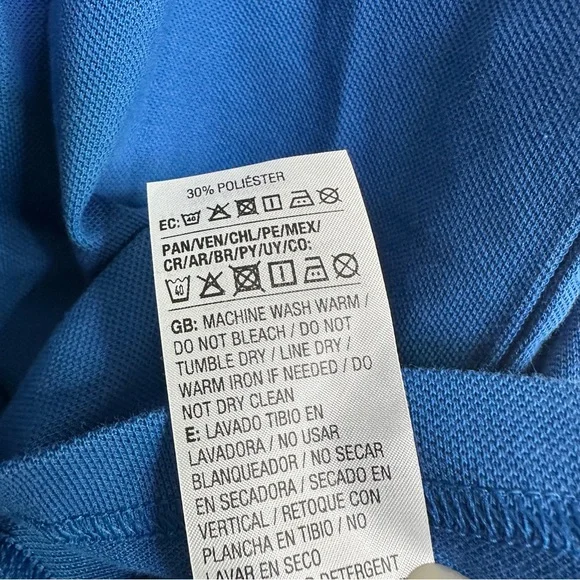 30% POLIÉSTER
EC: 40
PAN/VEN/CHL/PE/MEX/
CR/AR/BR/PY/UY/CO:
40
GB: MACHINE WASH WARM /
DO NOT BLEACH / DO NOT
TUMBLE DRY / LINE DRY /
WARM IRON IF NEEDED / DO
NOT DRY CLEAN
E: LAVADO TIBIO EN
LAVADORA / NO USAR
BLANQUEADOR / NO SECAR
EN SECADORA / SECADO EN
VERTICAL / RETOQUE CON
PLANCHA EN TIBIO / NO
LAVAR EN SECO
DETERGENT